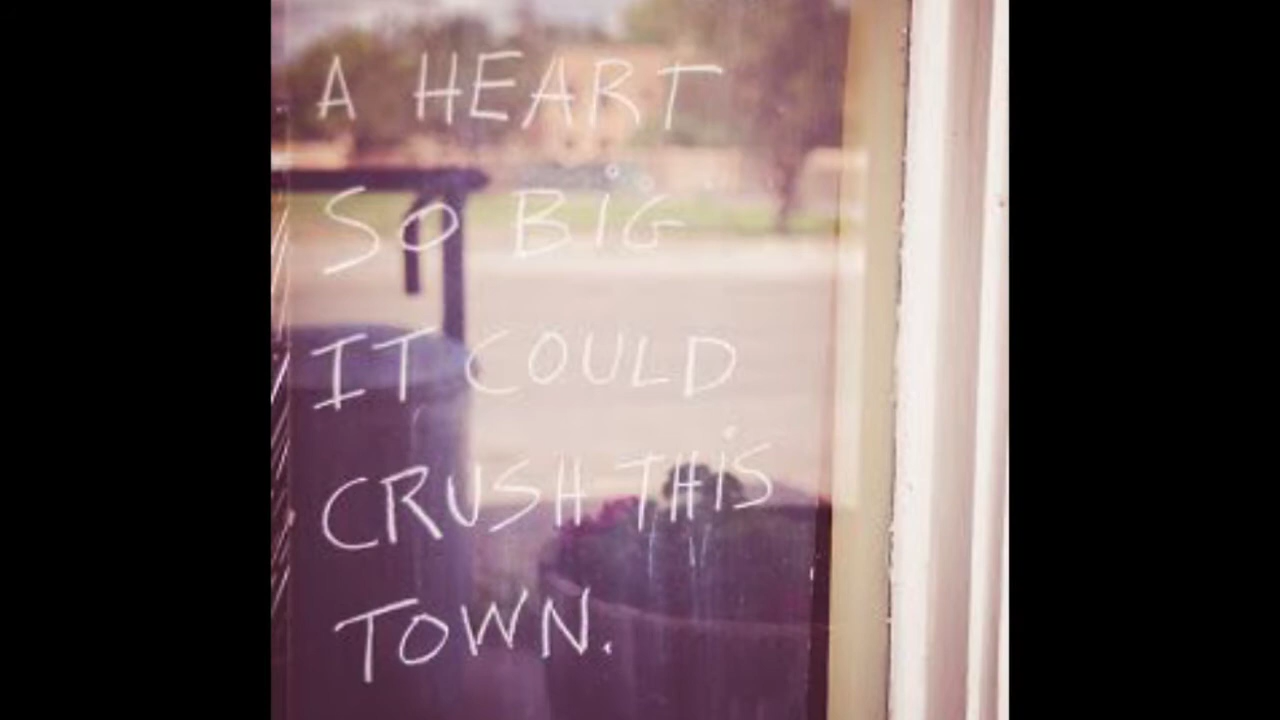 A HEART
SO BiG
IT COULD
CRUSH THiS
TOWN.